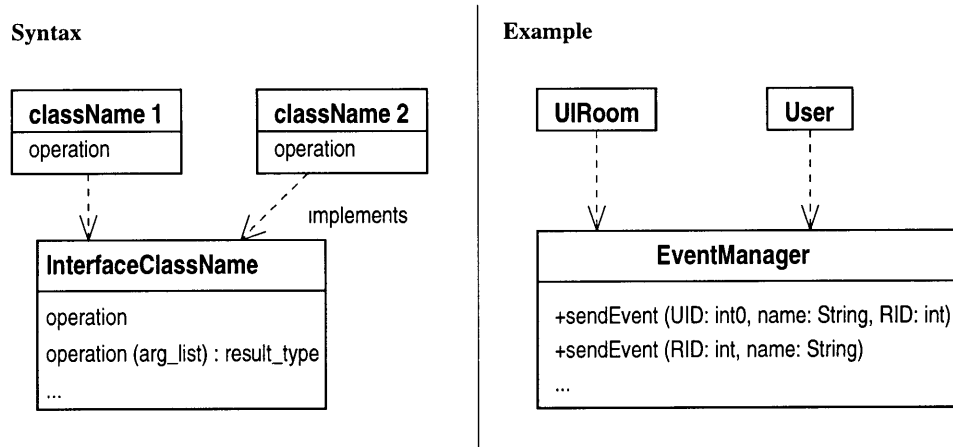 Syntax
className 1
operation
className 2
operation
implements
InterfaceClassName
operation
operation (arg_list) : result_type
...
Example
UIRoom
User
EventManager
+sendEvent (UID: int0, name: String, RID: int)
+sendEvent (RID: int, name: String)
...